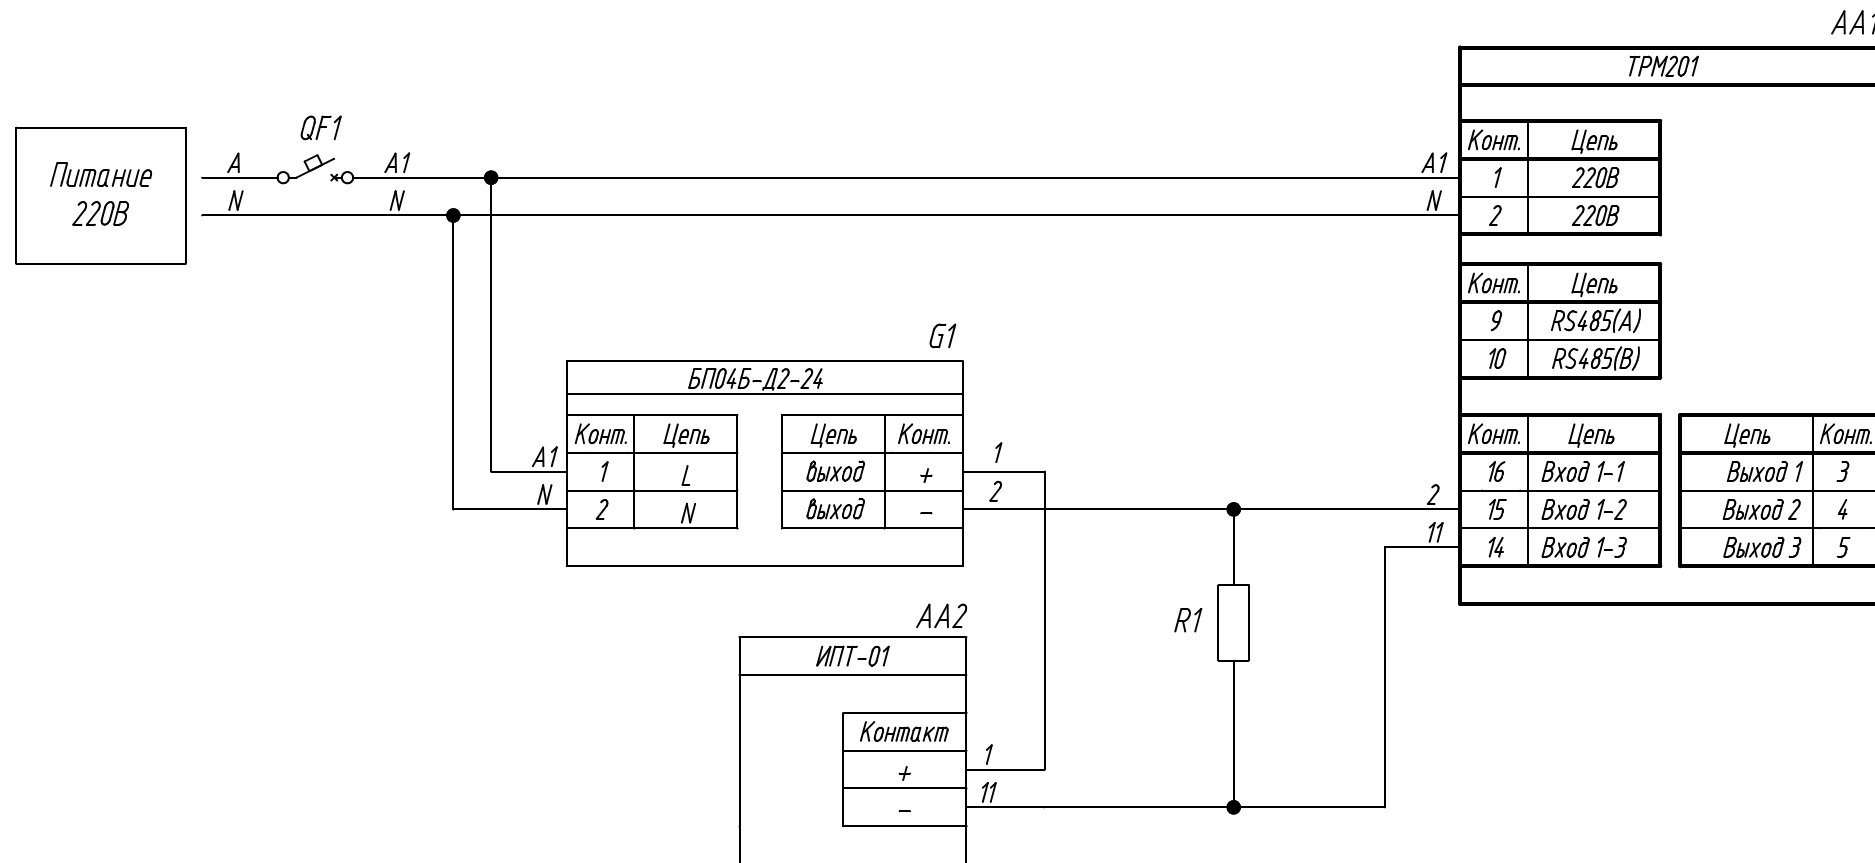 AA1
ТРМ201
QF1
Питание
220В
A
A1
N
N
A1
N
Конт. Цепь
1 220В
2 220В
Конт. Цепь
9 RS485(A)
10 RS485(B)
G1
БП04Б-Д2-24
Конт. Цепь Цепь Конт.
A1 1 L выход + 1
N 2 N выход - 2
Конт. Цепь Цепь Конт.
2
11
16 Вход 1-1 Выход 1 3
15 Вход 1-2 Выход 2 4
14 Вход 1-3 Выход 3 5
R1
AA2
ИПТ-01
Контакт
+ 1
- 11